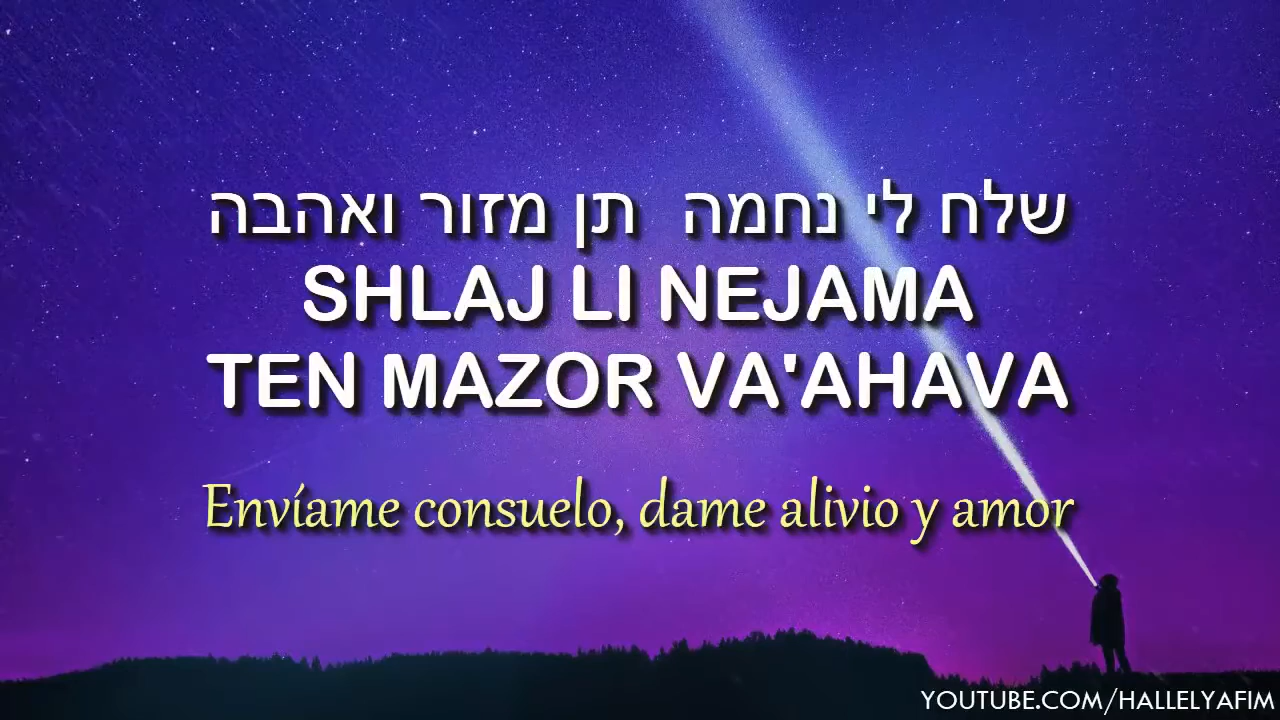 שלח לי נחמה  תן מזור ואהבה
SHLAJ LI NEJAMA
TEN MAZOR VA'AHAVA
Envíame consuelo, dame alivio y amor
YOUTUBE.COM/HALLELYAFIM